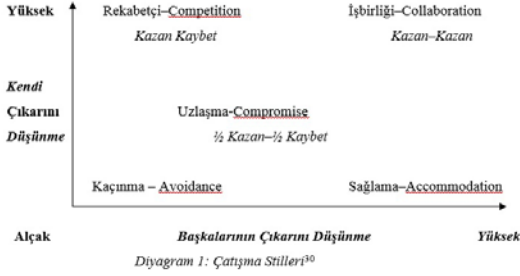 Yüksek Rekabetçi–Competition İşbirliği–Collaboration
Kazan Kaybet Kazan–Kazan
Kendi
Çıkarını Uzlaşma-Compromise
Düşünme ½ Kazan–½ Kaybet
Kaçınma – Avoidance Sağlama–Accommodation
Alçak Başkalarının Çıkarını Düşünme Yüksek
Diyagram 1: Çatışma Stilleri³⁰